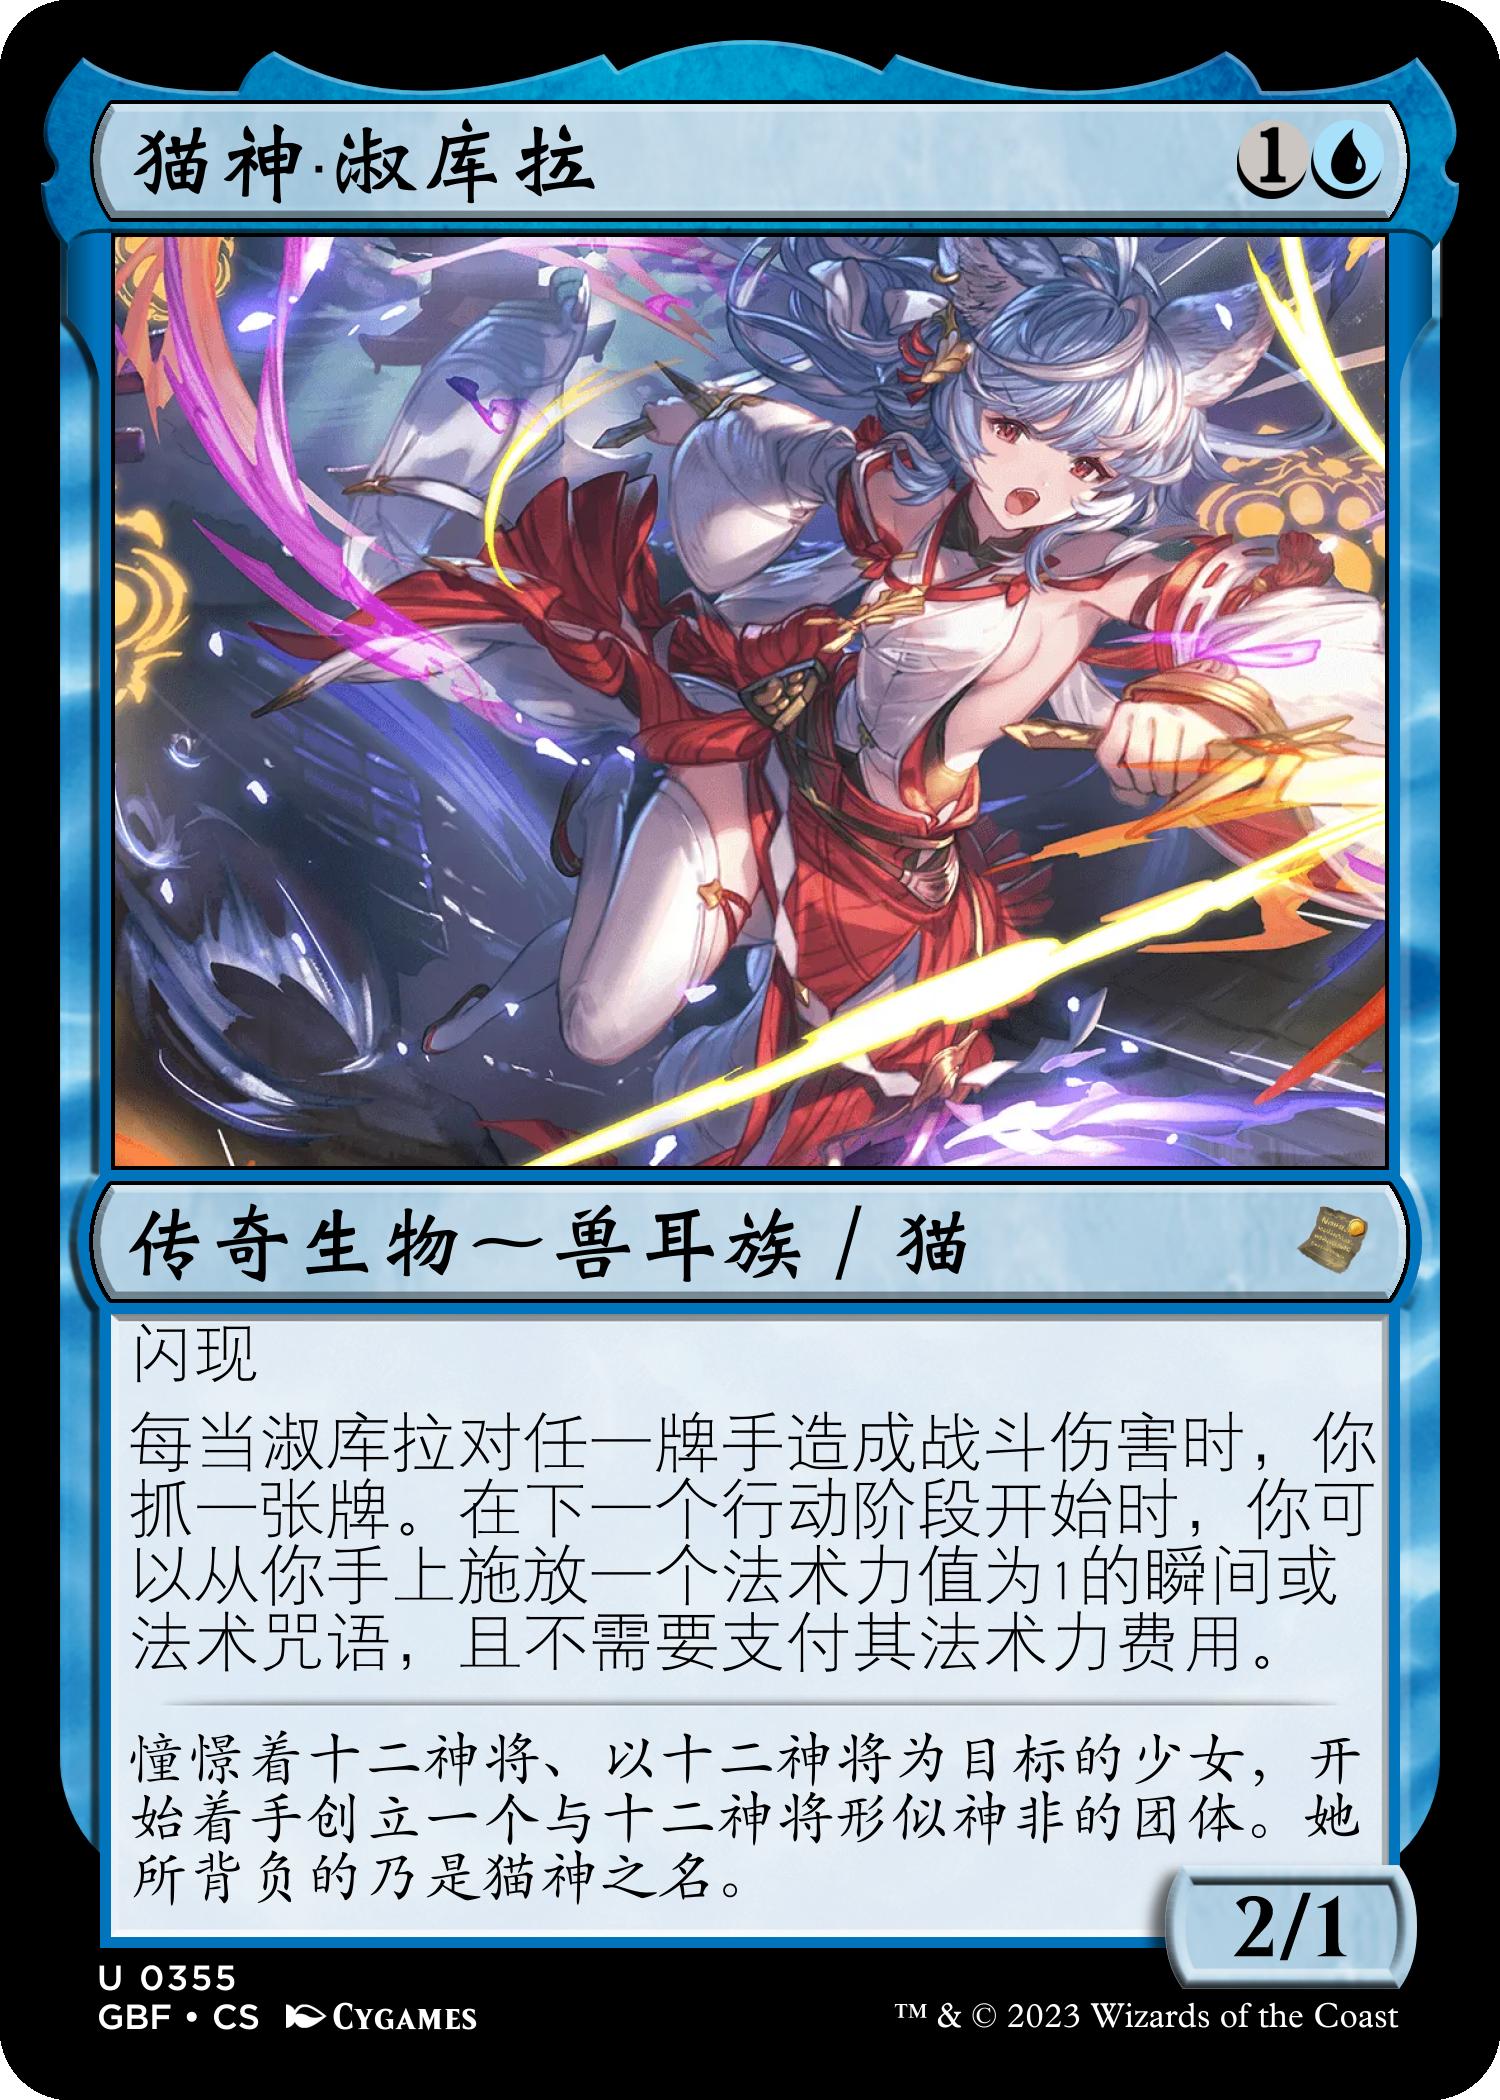 猫神·淑库拉
1
传奇生物～兽耳族／猫
闪现
每当淑库拉对任一牌手造成战斗伤害时，你
抓一张牌。在下一个行动阶段开始时，你可
以从你手上施放一个法术力值为1的瞬间或
法术咒语，且不需要支付其法术力费用。
憧憬着十二神将、以十二神将为目标的少女，开
始着手创立一个与十二神将形似神非的团体。她
所背负的乃是猫神之名。
2/1
U 0355
GBF • CS CYGAMES
™ & © 2023 Wizards of the Coast